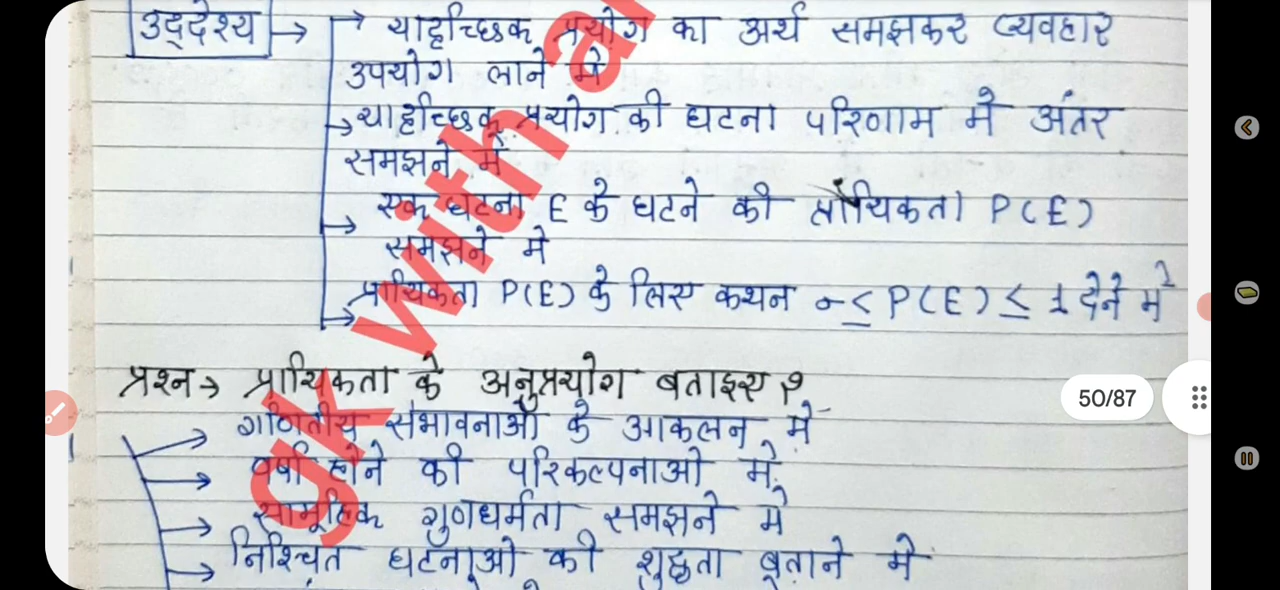 उद्देश्य → → यादृच्छिक प्रयोग का अर्थ समझकर व्यवहार
उपयोग लाने में
→ यादृच्छिक प्रयोग की घटना परिणाम में अंतर
समझने में
→ एक घटना E के घटने की प्रायिकता P(E)
समझने में
→ प्रायिकता P(E) के लिए कथन 0 ≤ P(E) ≤ 1 देने में
प्रश्न → प्रायिकता के अनुप्रयोग बताइए ?
→ गणितीय संभावनाओं के आकलन में
→ वर्षा होने की परिकल्पनाओ में
→ सामूहिक गुणधर्मता समझने में
→ निश्चित घटनाओ की शुद्धता बताने में
gk with a
50/87